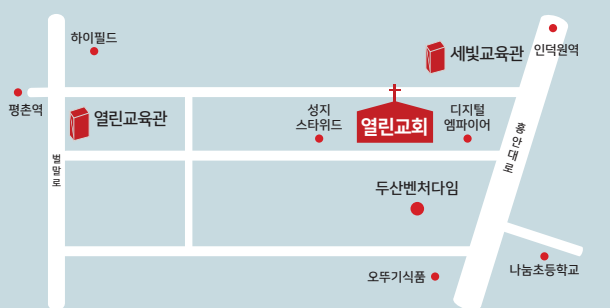 하이필드
세빛교육관
인덕원역
평촌역
열린교육관
성지
스타위드
열린교회
디지털
엠파이어
흥안대로
벌말로
두산벤처다임
오뚜기식품
나눔초등학교